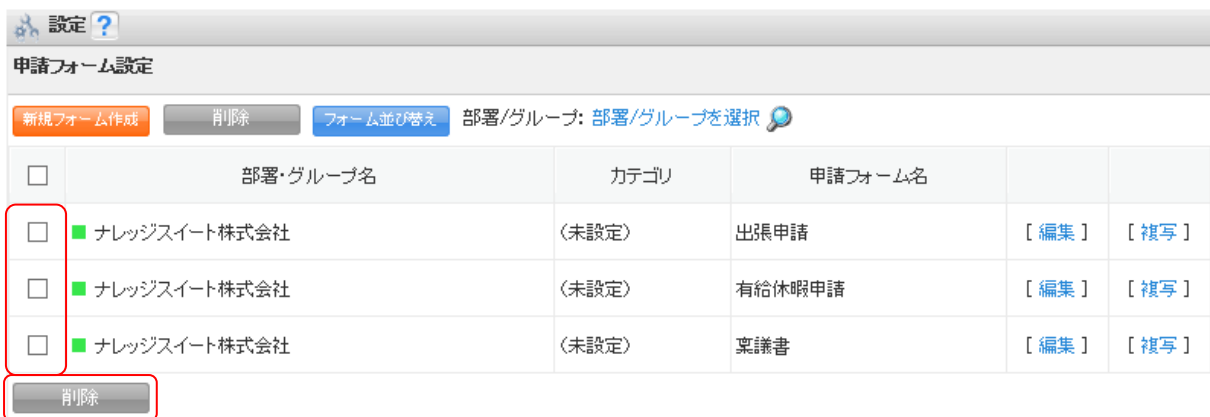 設定 ?
申請フォーム設定
新規フォーム作成 削除 フォーム並び替え 部署/グループ: 部署/グループを選択
部署・グループ名 カテゴリ 申請フォーム名
ナレッジスイート株式会社 (未設定) 出張申請 [ 編集 ] [ 複写 ]
ナレッジスイート株式会社 (未設定) 有給休暇申請 [ 編集 ] [ 複写 ]
ナレッジスイート株式会社 (未設定) 稟議書 [ 編集 ] [ 複写 ]
削除